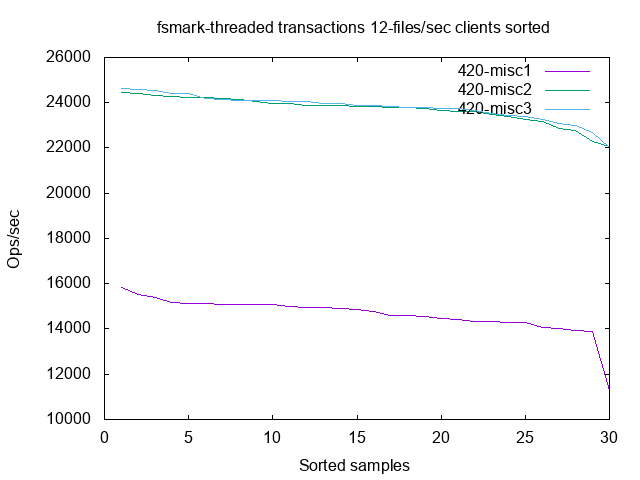 fsmark-threaded transactions 12-files/sec clients sorted
26000
24000
22000
20000
18000
16000
14000
12000
10000
Ops/sec
420-misc1
420-misc2
420-misc3
0 5 10 15 20 25 30
Sorted samples